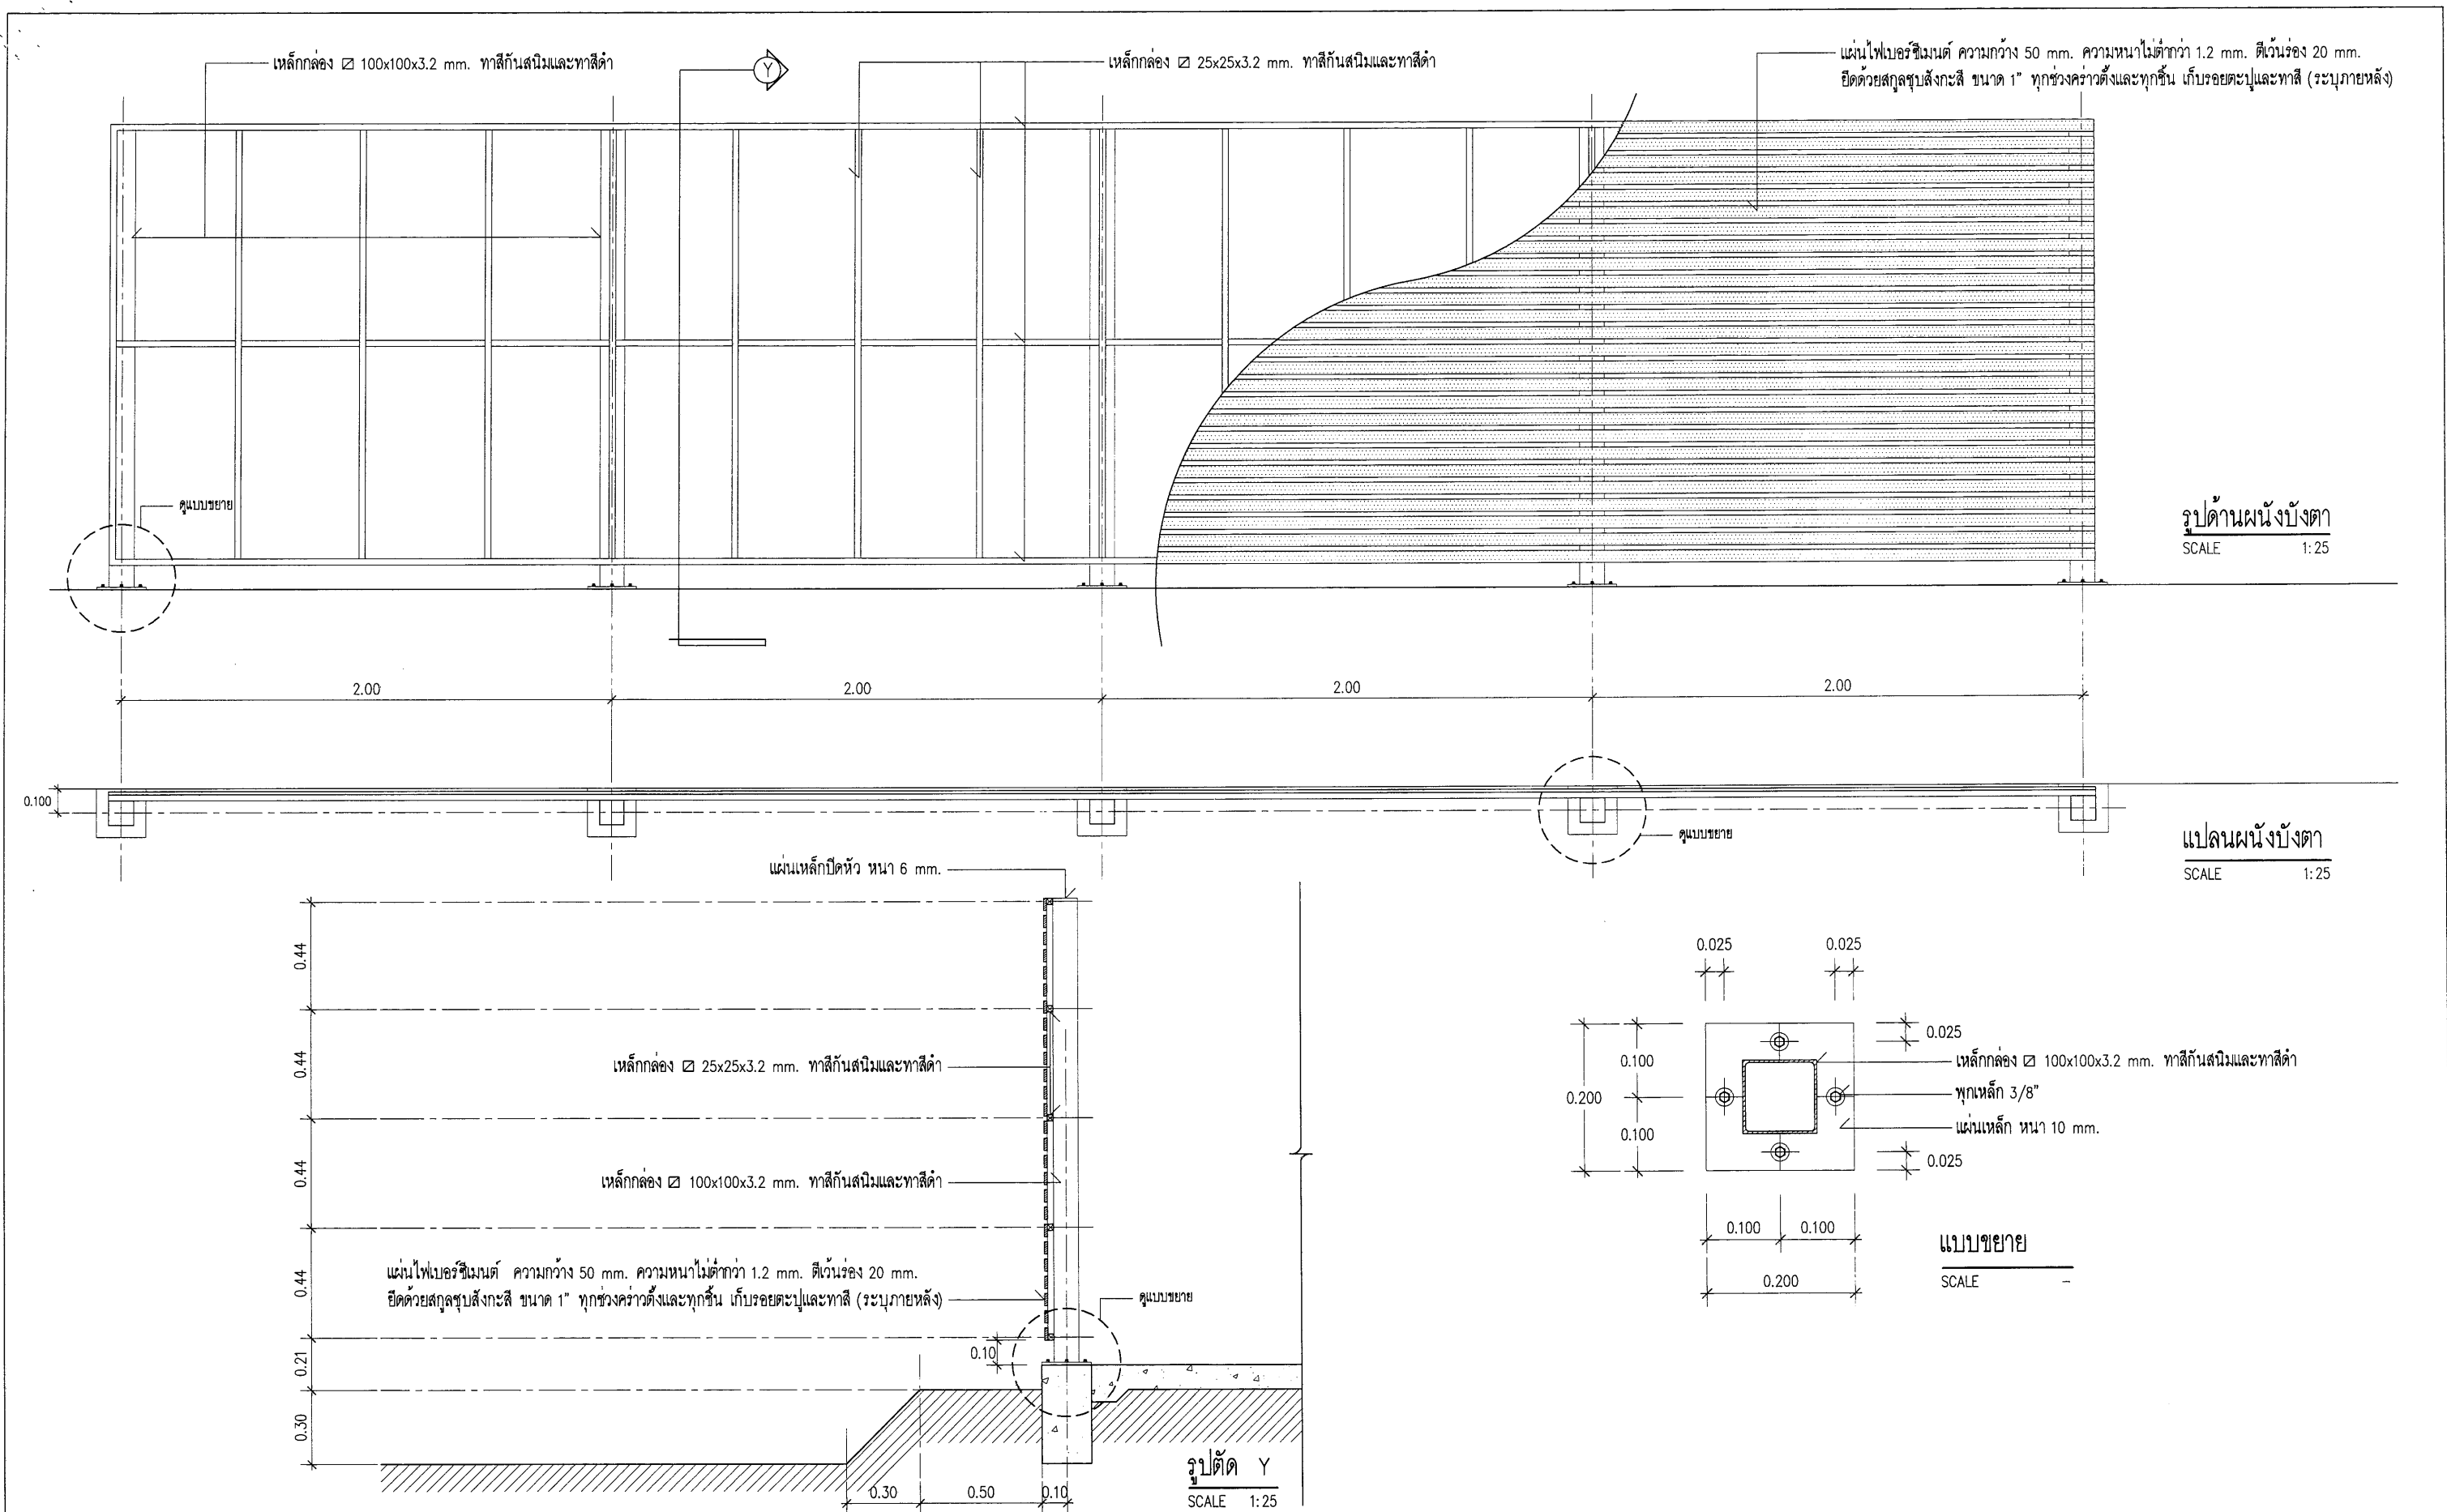 เหล็กกล่อง ⧄ 100x100x3.2 mm. ทาสีกันสนิมและทาสีดำ
Y
เหล็กกล่อง ⧄ 25x25x3.2 mm. ทาสีกันสนิมและทาสีดำ
แผ่นไฟเบอร์ซีเมนต์ ความกว้าง 50 mm. ความหนาไม่ต่ำกว่า 1.2 mm. ตีเว้นร่อง 20 mm.
ยึดด้วยสกูลชุบสังกะสี ขนาด 1" ทุกช่วงคร่าวตั้งและทุกชิ้น เก็บรอยตะปูและทาสี (ระบุภายหลัง)
ดูแบบขยาย
รูปด้านผนังบังตา
SCALE 1:25
2.00
2.00
2.00
2.00
0.100
ดูแบบขยาย
แปลนผนังบังตา
SCALE 1:25
แผ่นเหล็กปิดหัว หนา 6 mm.
0.44
0.44
0.44
0.44
0.21
0.30
เหล็กกล่อง ⧄ 25x25x3.2 mm. ทาสีกันสนิมและทาสีดำ
เหล็กกล่อง ⧄ 100x100x3.2 mm. ทาสีกันสนิมและทาสีดำ
แผ่นไฟเบอร์ซีเมนต์ ความกว้าง 50 mm. ความหนาไม่ต่ำกว่า 1.2 mm. ตีเว้นร่อง 20 mm.
ยึดด้วยสกูลชุบสังกะสี ขนาด 1" ทุกช่วงคร่าวตั้งและทุกชิ้น เก็บรอยตะปูและทาสี (ระบุภายหลัง)
ดูแบบขยาย
0.10
0.30
0.50
0.10
รูปตัด Y
SCALE 1:25
0.025
0.025
0.025
0.100
0.200
0.100
0.025
เหล็กกล่อง ⧄ 100x100x3.2 mm. ทาสีกันสนิมและทาสีดำ
พุกเหล็ก 3/8"
แผ่นเหล็ก หนา 10 mm.
0.100
0.100
0.200
แบบขยาย
SCALE -